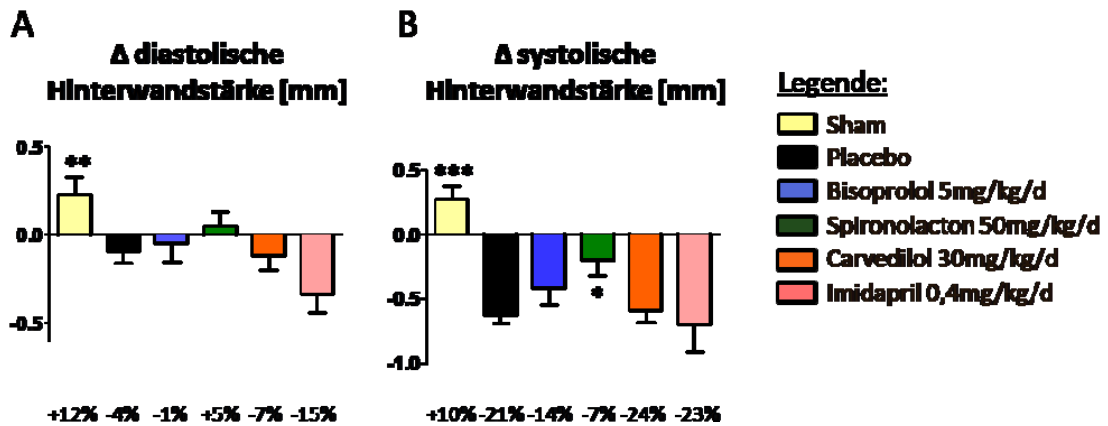 A
Δ diastolische
Hinterwandstärke [mm]
0.5
0.0
-0.5
**
+12% -4% -1% +5% -7% -15%
B
Δ systolische
Hinterwandstärke [mm]
0.5
0.0
-0.5
-1.0
***
*
+10% -21% -14% -7% -24% -23%
Legende:
Sham
Placebo
Bisoprolol 5mg/kg/d
Spironolacton 50mg/kg/d
Carvedilol 30mg/kg/d
Imidapril 0,4mg/kg/d